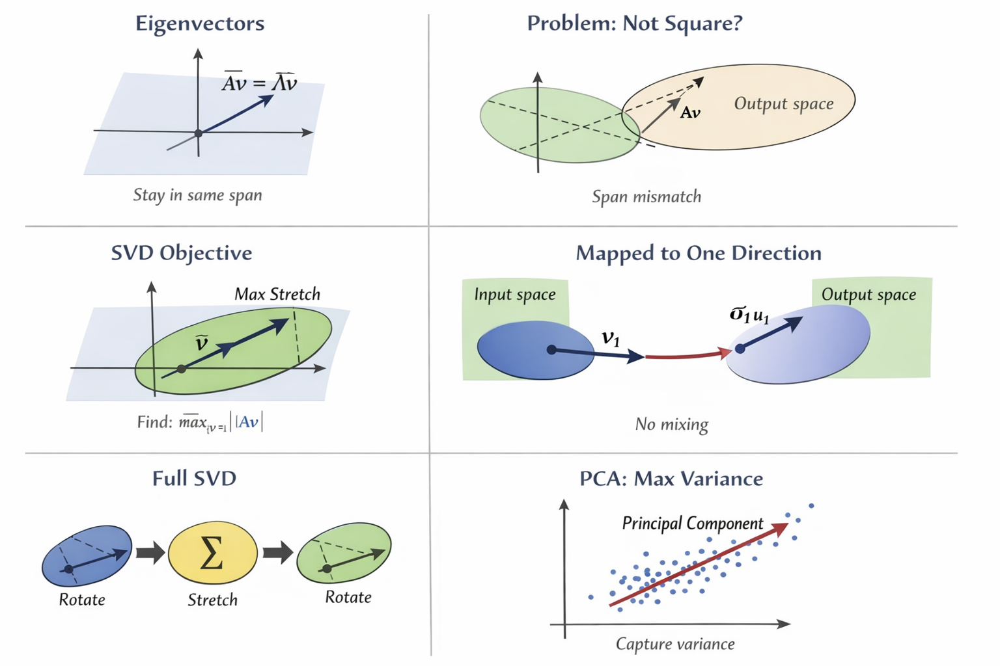 Eigenvectors
Av = Λv
Stay in same span
Problem: Not Square?
Output space
Av
Span mismatch
SVD Objective
Max Stretch
ṽ
Find: max |v=1| |Av|
Mapped to One Direction
Input space
Output space
v₁
σ₁u₁
No mixing
Full SVD
Σ
Rotate
Stretch
Rotate
PCA: Max Variance
Principal Component
Capture variance